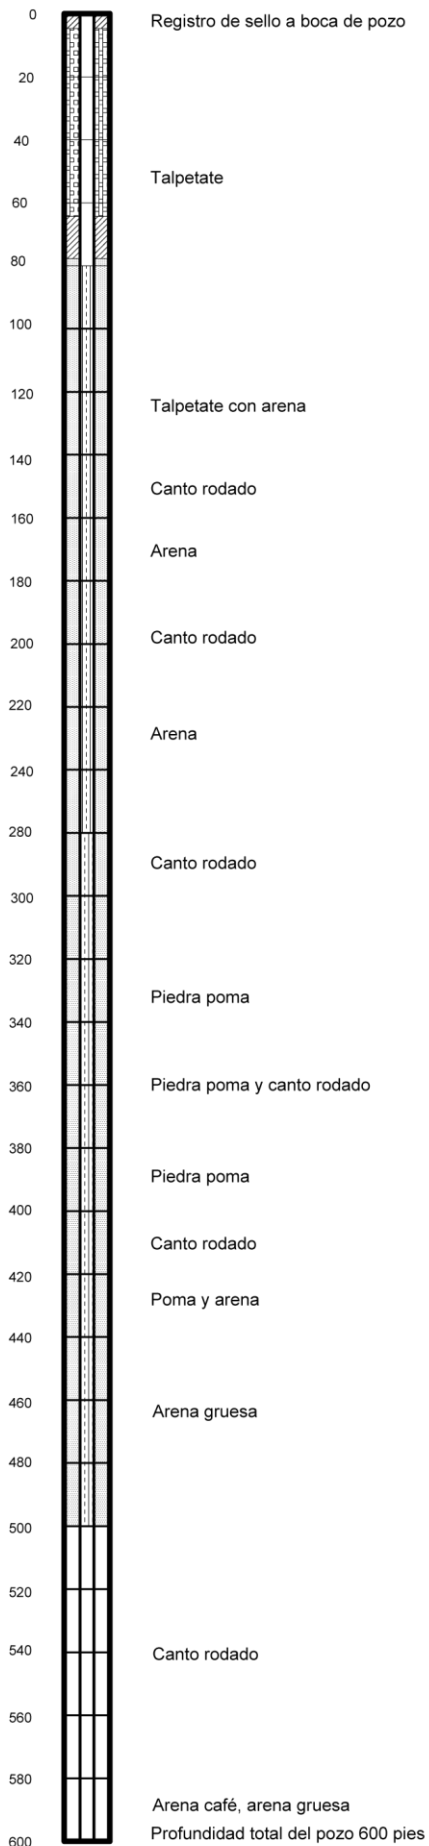 0 Registro de sello a boca de pozo
20
40
Talpetate
60
80
100
120
Talpetate con arena
140
Canto rodado
160
Arena
180
Canto rodado
200
220
Arena
240
280
Canto rodado
300
320
Piedra poma
340
360 Piedra poma y canto rodado
380
Piedra poma
400
Canto rodado
420
Poma y arena
440
460
Arena gruesa
480
500
520
540 Canto rodado
560
580
Arena café, arena gruesa
Profundidad total del pozo 600 pies
600